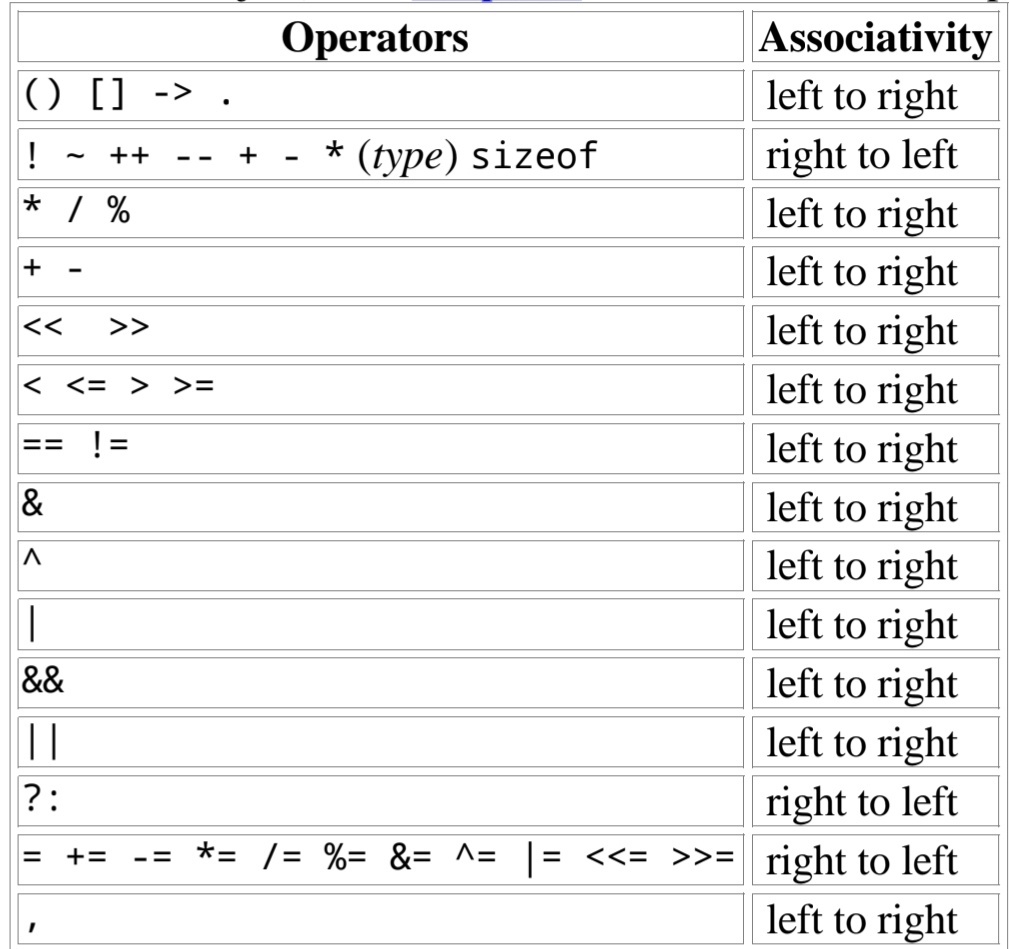 Operators Associativity
() [] -> . left to right
! ~ ++ -- + - * (type) sizeof right to left
* / % left to right
+ - left to right
<< >> left to right
< <= > >= left to right
== != left to right
& left to right
^ left to right
| left to right
&& left to right
|| left to right
?: right to left
= += -= *= /= %= &= ^= |= <<= >>= right to left
, left to right